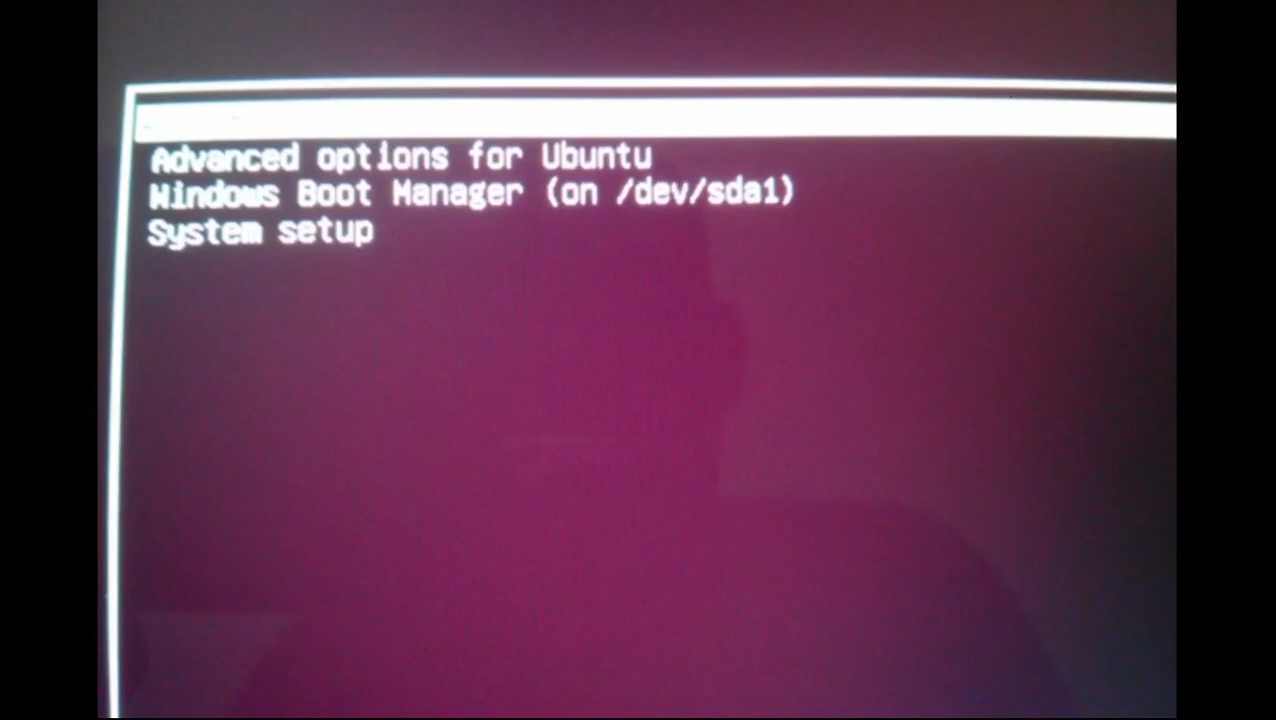 Advanced options for Ubuntu
Windows Boot Manager (on /dev/sda1)
System setup